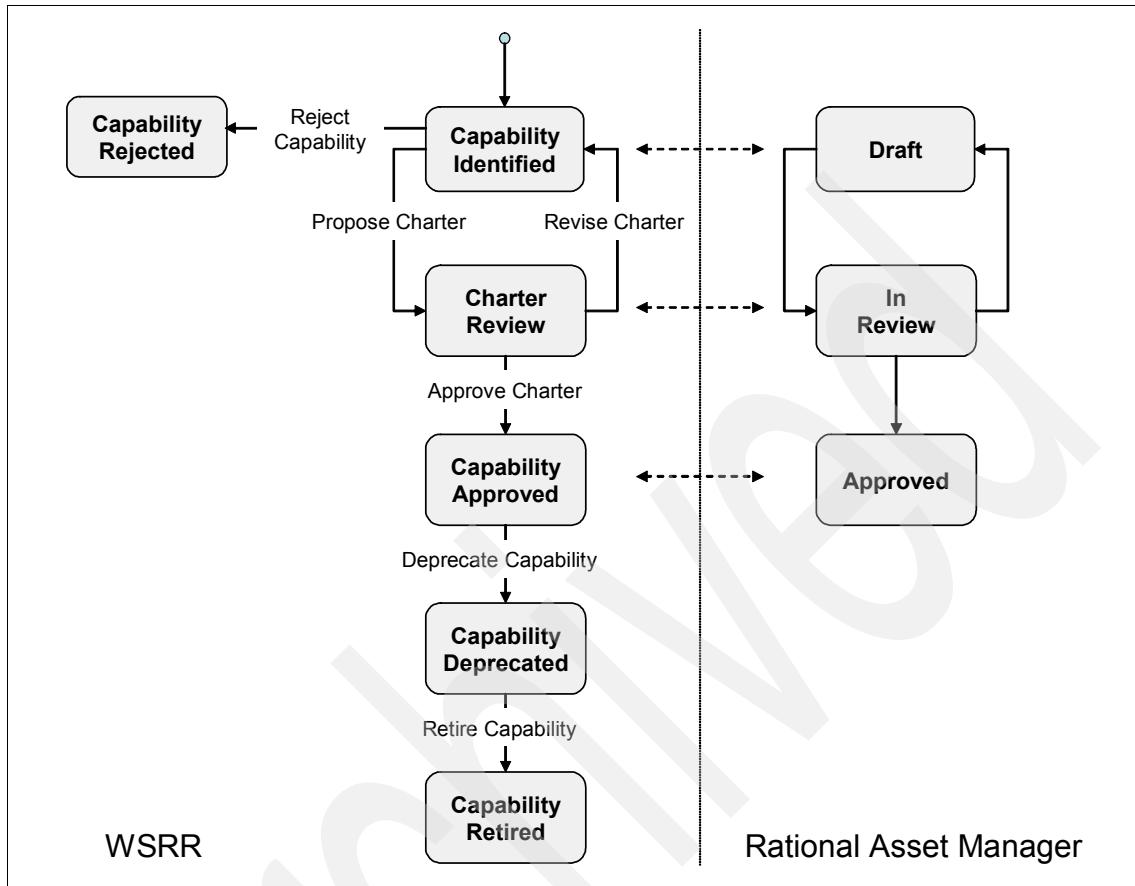 Capability
Rejected
Reject
Capability
Capability
Identified
Draft
Propose Charter
Revise Charter
Charter
Review
In
Review
Approve Charter
Capability
Approved
Approved
Deprecate Capability
Capability
Deprecated
Retire Capability
Capability
Retired
WSRR
Rational Asset Manager